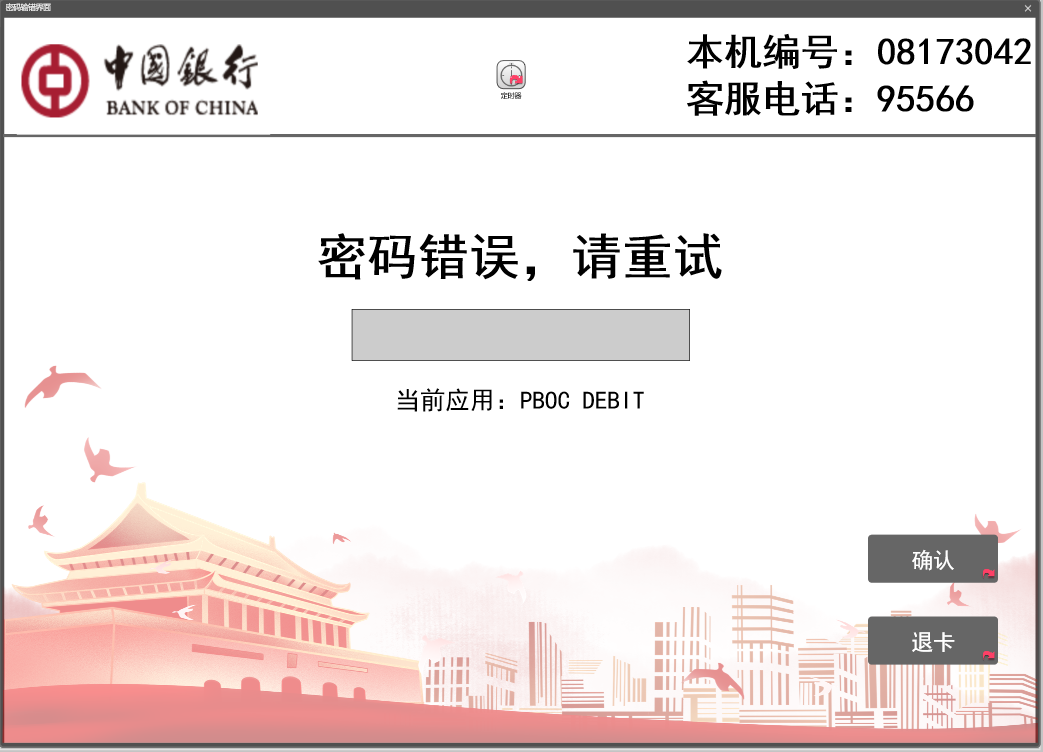 密码输错界面
中国銀行
BANK OF CHINA
定时器
本机编号：08173042
客服电话：95566
密码错误，请重试
当前应用：PBOC DEBIT
确认
退卡